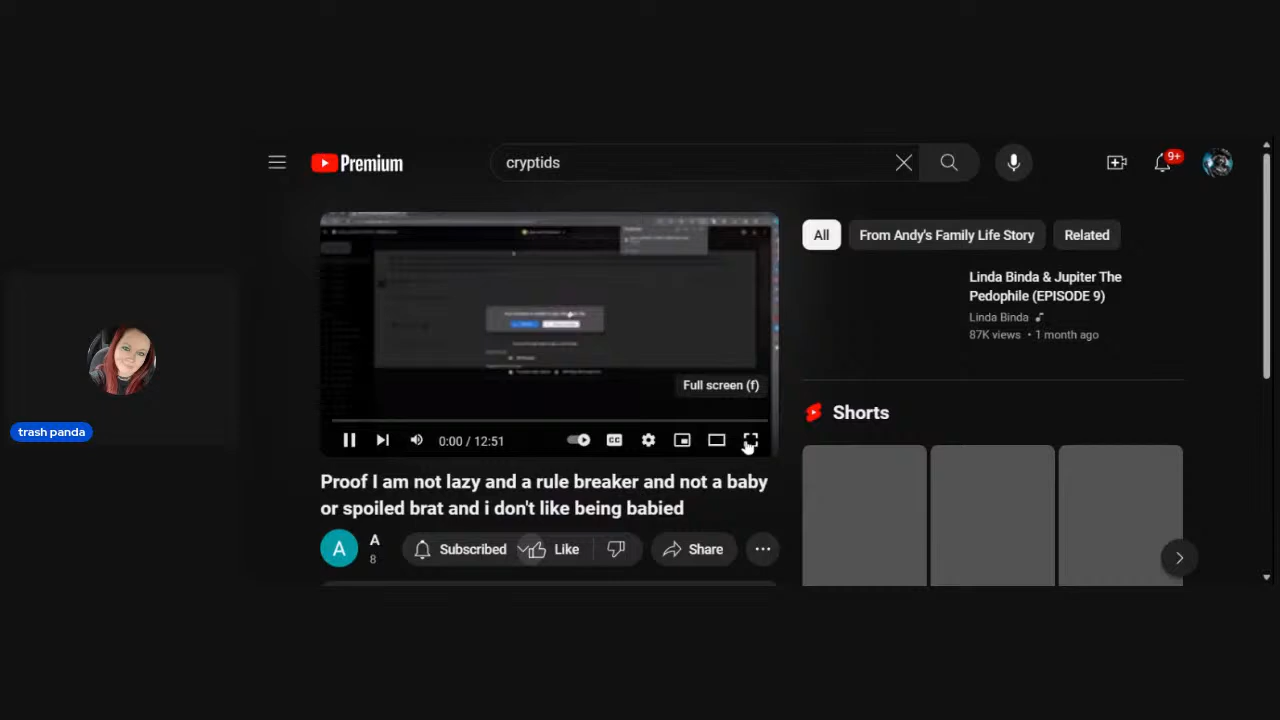 Premium
cryptids
9+
All
From Andy's Family Life Story
Related
Linda Binda & Jupiter The
Pedophile (EPISODE 9)
Linda Binda
87K views • 1 month ago
Full screen (f)
trash panda
Shorts
0:00 / 12:51
CC
Proof I am not lazy and a rule breaker and not a baby
or spoiled brat and i don't like being babied
A
A
8
Subscribed
Like
Share